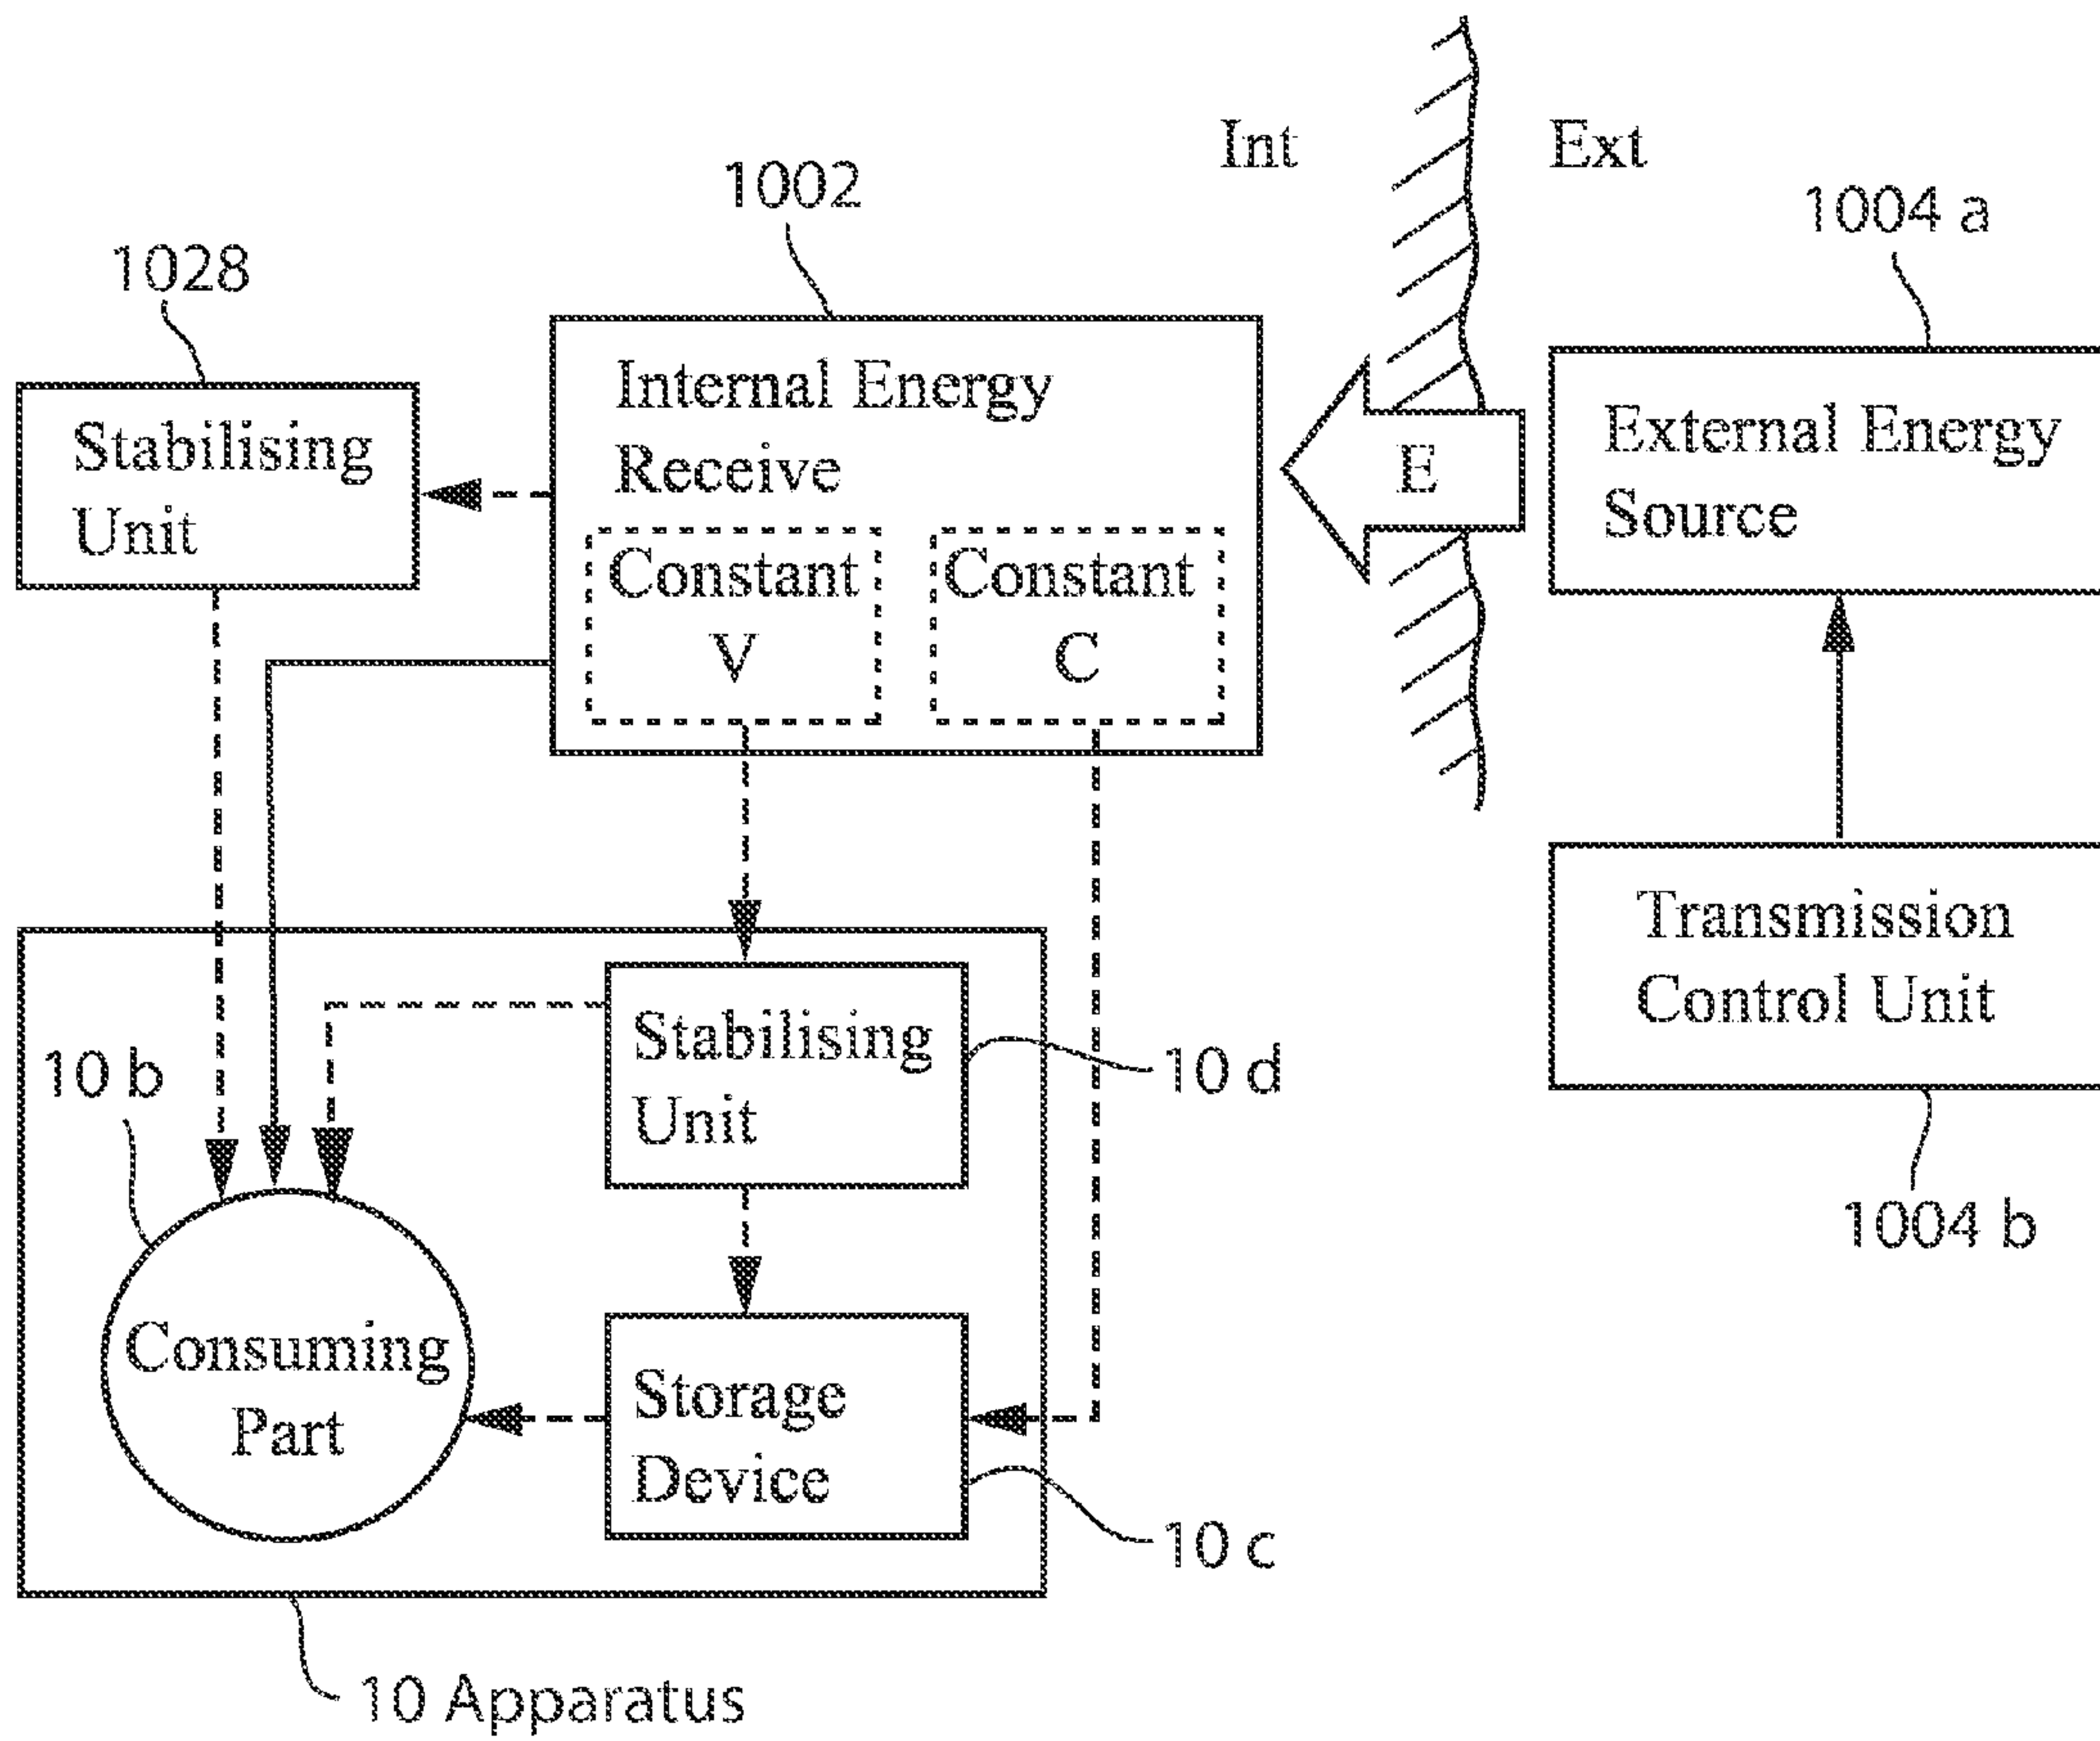 Int
Ext
1002
1004 a
1028
Internal Energy
Receive
Constant
V
Constant
C
E
External Energy
Source
Stabilising
Unit
Transmission
Control Unit
1004 b
Stabilising
Unit
10 d
10 b
Consuming
Part
Storage
Device
10 c
10 Apparatus